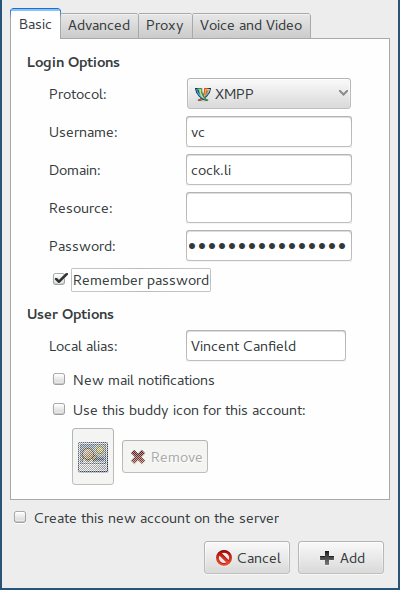 Basic Advanced Proxy Voice and Video
Login Options
Protocol: XMPP
Username: vc
Domain: cock.li
Resource:
Password: ●●●●●●●●●●●●●●●●
Remember password
User Options
Local alias: Vincent Canfield
New mail notifications
Use this buddy icon for this account:
Remove
Create this new account on the server
Cancel Add